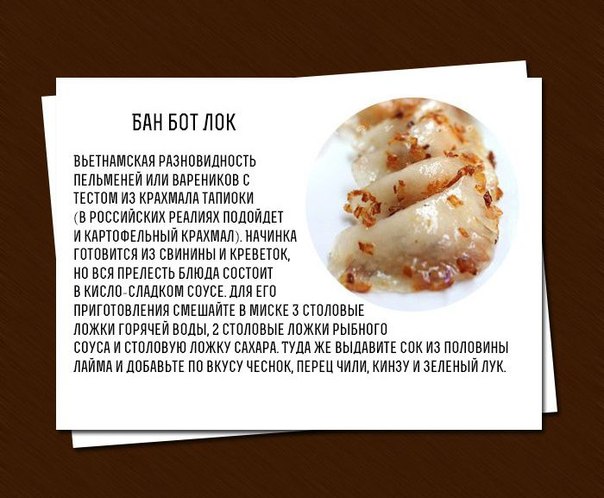 БАН БОТ ЛОК
ВЬЕТНАМСКАЯ РАЗНОВИДНОСТЬ
ПЕЛЬМЕНЕЙ ИЛИ ВАРЕНИКОВ С
ТЕСТОМ ИЗ КРАХМАЛА ТАПИОКИ
(В РОССИЙСКИХ РЕАЛИЯХ ПОДОЙДЕТ
И КАРТОФЕЛЬНЫЙ КРАХМАЛ). НАЧИНКА
ГОТОВИТСЯ ИЗ СВИНИНЫ И КРЕВЕТОК,
НО ВСЯ ПРЕЛЕСТЬ БЛЮДА СОСТОИТ
В КИСЛО-СЛАДКОМ СОУСЕ. ДЛЯ ЕГО
ПРИГОТОВЛЕНИЯ СМЕШАЙТЕ В МИСКЕ 3 СТОЛОВЫЕ
ЛОЖКИ ГОРЯЧЕЙ ВОДЫ, 2 СТОЛОВЫЕ ЛОЖКИ РЫБНОГО
СОУСА И СТОЛОВУЮ ЛОЖКУ САХАРА. ТУДА ЖЕ ВЫДАВИТЕ СОК ИЗ ПОЛОВИНЫ
ЛАЙМА И ДОБАВЬТЕ ПО ВКУСУ ЧЕСНОК, ПЕРЕЦ ЧИЛИ, КИНЗУ И ЗЕЛЕНЫЙ ЛУК.